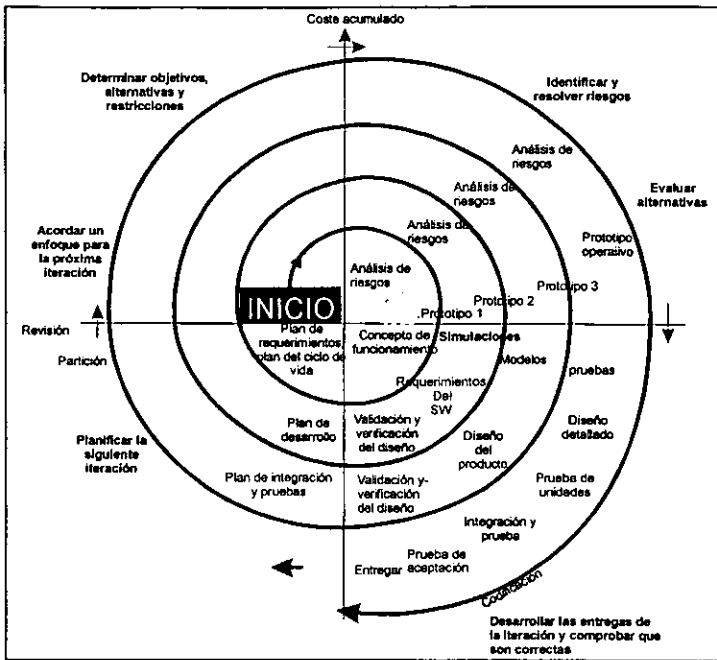 Coste acumulado
Determinar objetivos,
alternativas y
restricciones
Identificar y
resolver riesgos
Análisis de
riesgos
Análisis de
riesgos
Evaluar
alternativas
Análisis de
riesgos
Acordar un
enfoque para
la próxima
iteración
Prototipo
operativo
Análisis de
riesgos
Prototipo 3
Prototipo 2
.Prototipo 1
INICIO
Revisión
Plan de
requerimientos,
plan del ciclo de
vida
Concepto de
funcionamiento
Simulaciones
Modelos
Partición
pruebas
Requerimientos
Del
SW
Plan de
desarrollo
Validación y
verificación
del diseño
Diseño
detallado
Planificar la
siguiente
iteración
Diseño
del
producto
Plan de integración
y pruebas
Validación y-
verificación
del diseño
Prueba de
unidades
Integración y
prueba
Prueba de
aceptación
Entregar
Codificación
Desarrollar las entregas de
la iteración y comprobar que
son correctas